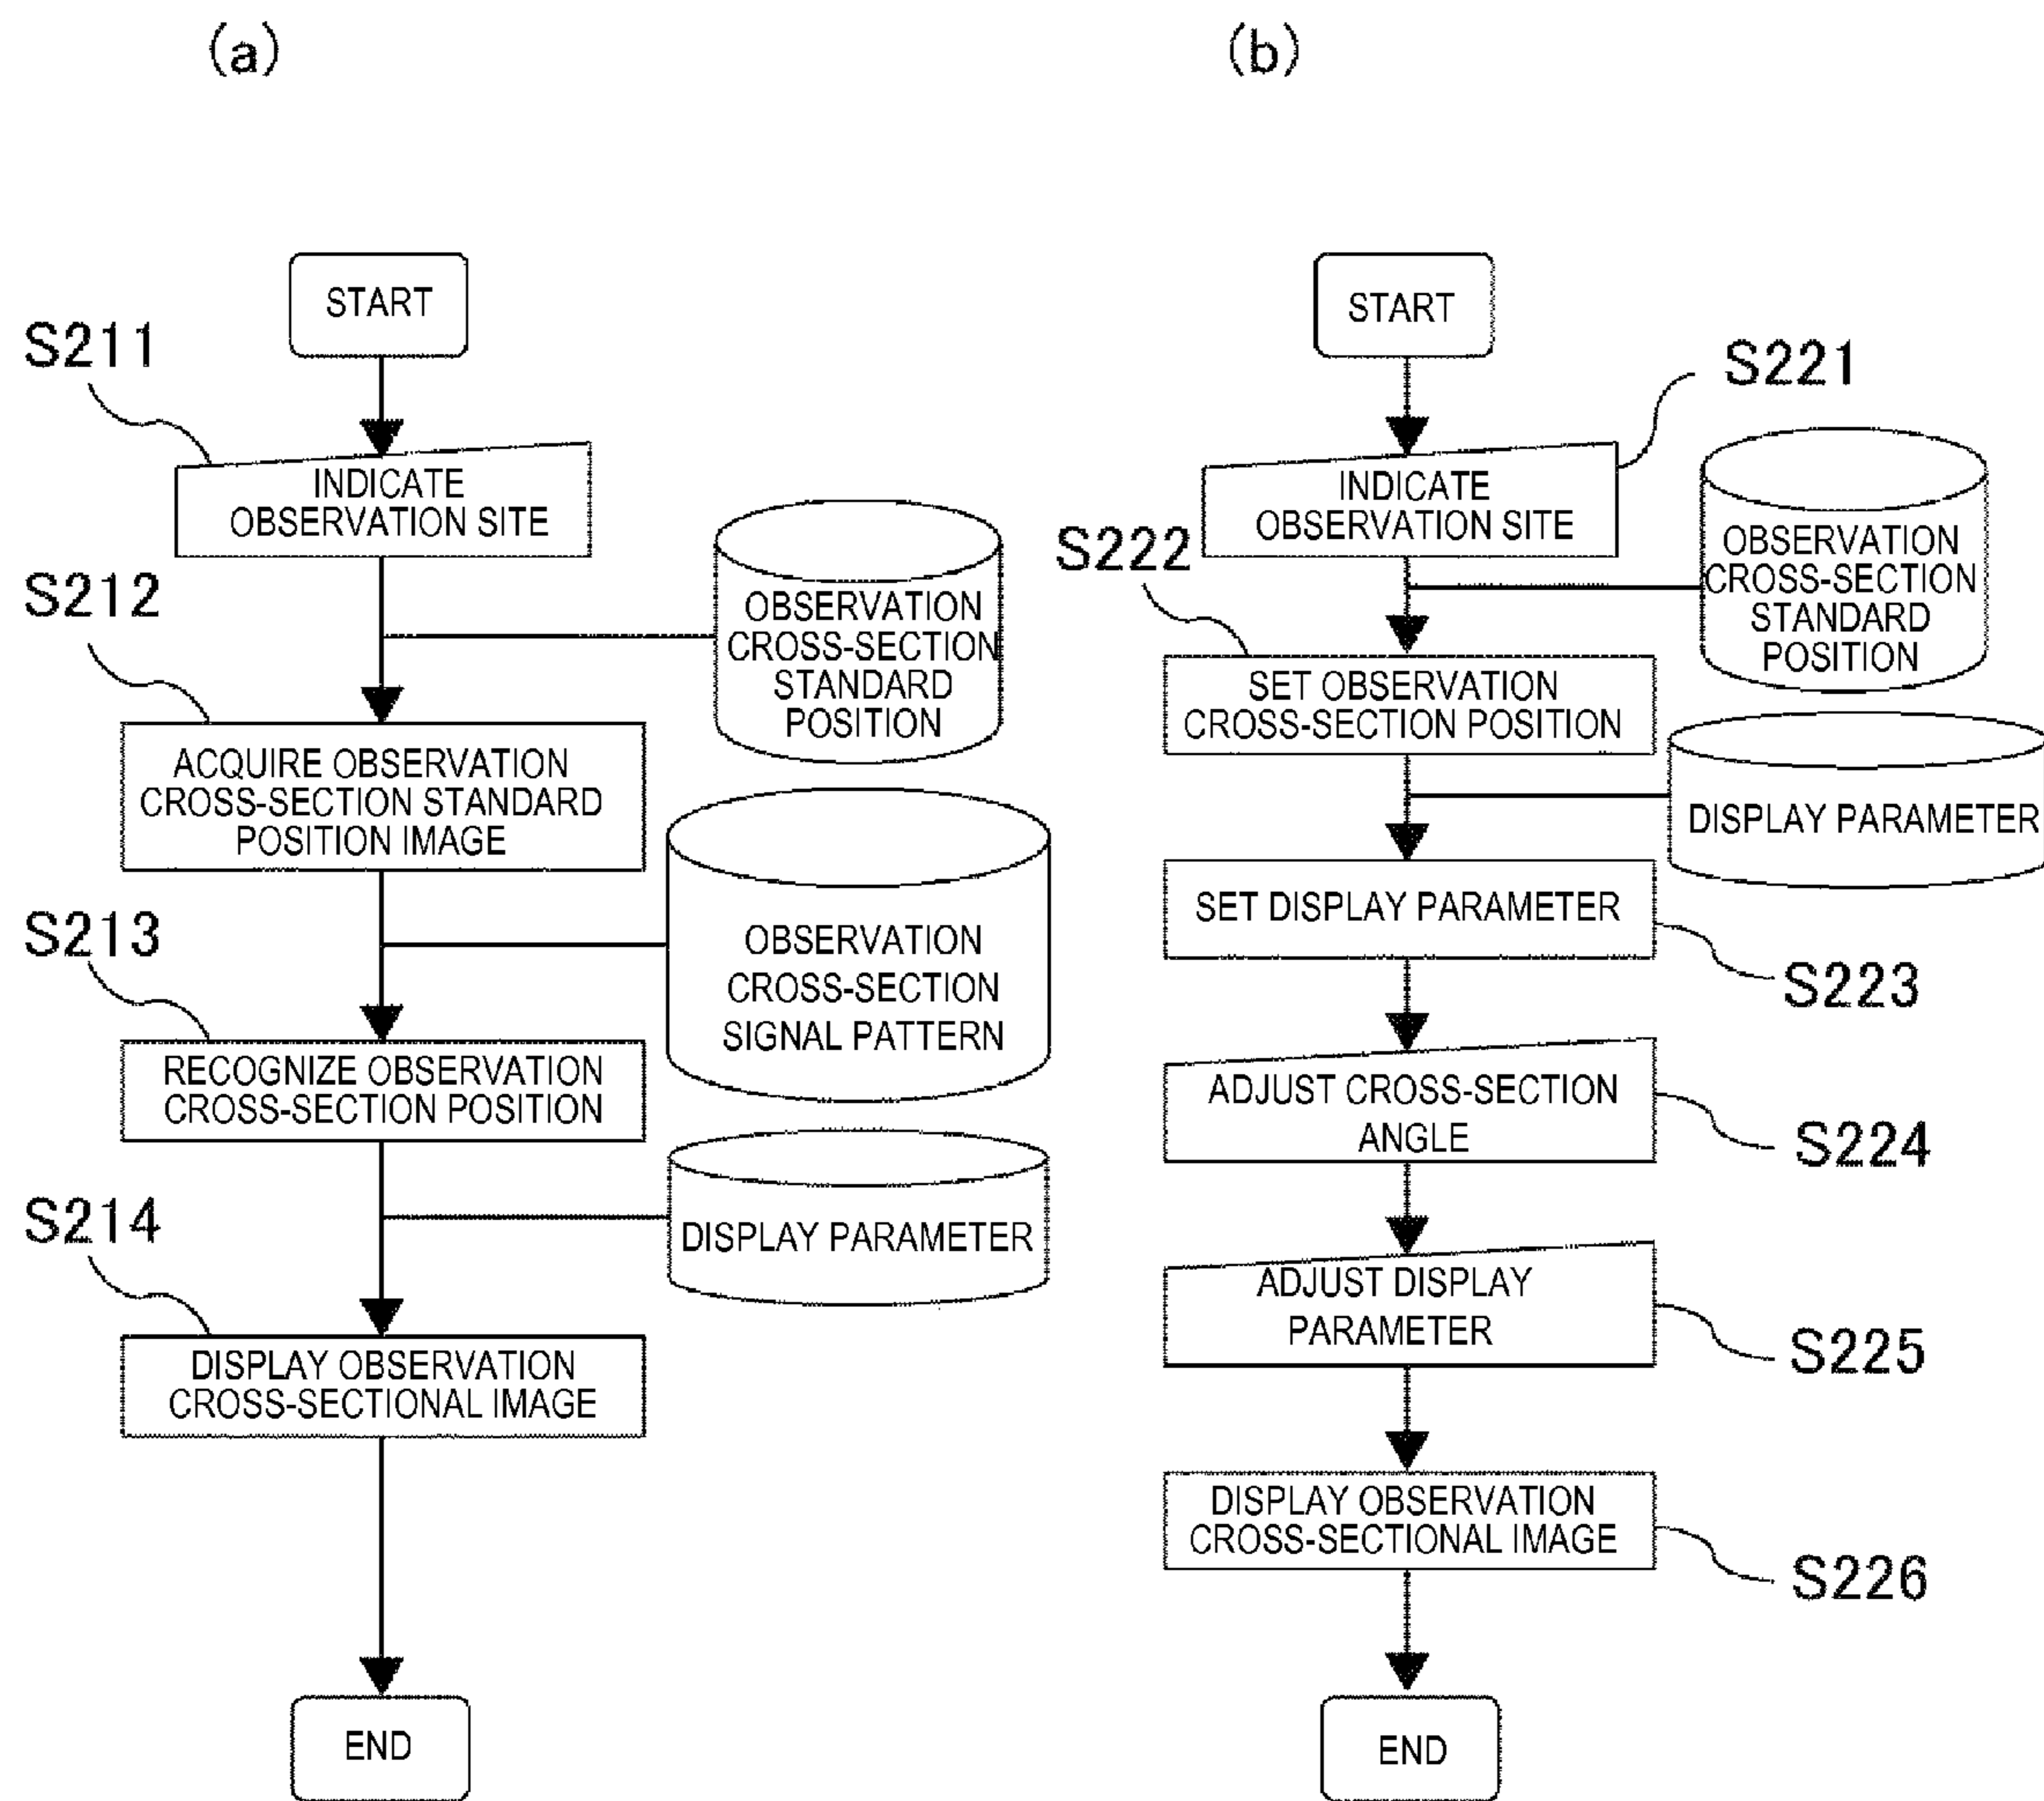 (a)
START
S211
INDICATE
OBSERVATION SITE
OBSERVATION
CROSS-SECTION
STANDARD
POSITION
S212
ACQUIRE OBSERVATION
CROSS-SECTION STANDARD
POSITION IMAGE
OBSERVATION
CROSS-SECTION
SIGNAL PATTERN
S213
RECOGNIZE OBSERVATION
CROSS-SECTION POSITION
DISPLAY PARAMETER
S214
DISPLAY OBSERVATION
CROSS-SECTIONAL IMAGE
END
(b)
START
S221
INDICATE
OBSERVATION SITE
OBSERVATION
CROSS-SECTION
STANDARD
POSITION
S222
SET OBSERVATION
CROSS-SECTION POSITION
DISPLAY PARAMETER
SET DISPLAY PARAMETER
S223
ADJUST CROSS-SECTION
ANGLE
S224
ADJUST DISPLAY
PARAMETER
S225
DISPLAY OBSERVATION
CROSS-SECTIONAL IMAGE
S226
END